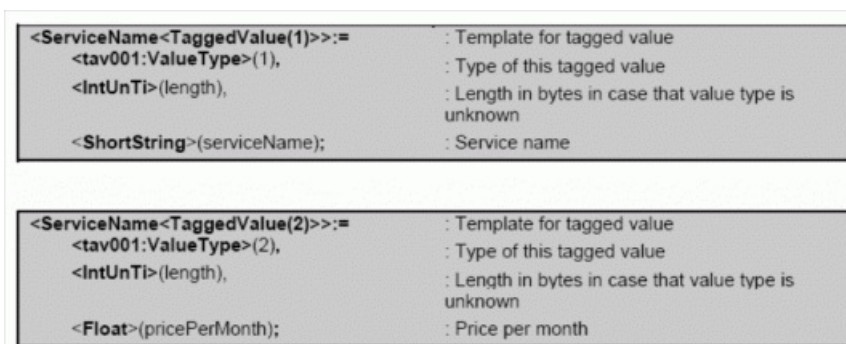 <ServiceName<TaggedValue(1)>>:= : Template for tagged value
<tav001:ValueType>(1), : Type of this tagged value
<IntUnTi>(length), : Length in bytes in case that value type is
unknown
<ShortString>(serviceName); : Service name
<ServiceName<TaggedValue(2)>>:= : Template for tagged value
<tav001:ValueType>(2), : Type of this tagged value
<IntUnTi>(length), : Length in bytes in case that value type is
unknown
<Float>(pricePerMonth); : Price per month